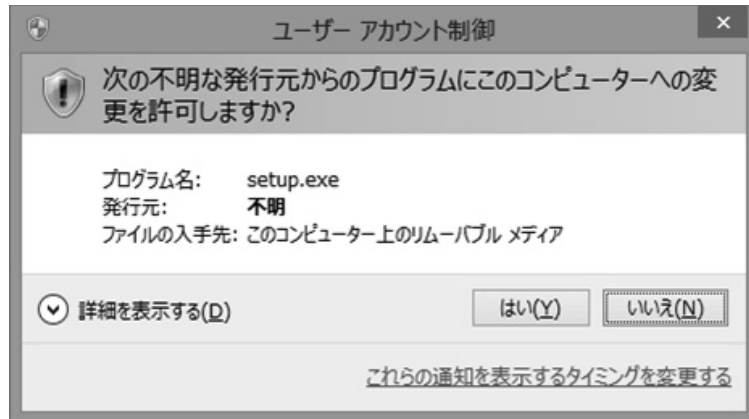 ユーザー アカウント制御
次の不明な発行元からのプログラムにこのコンピューターへの変
更を許可しますか?
プログラム名: setup.exe
発行元: 不明
ファイルの入手先: このコンピューター上のリムーバブル メディア
詳細を表示する(D)
はい(Y)
いいえ(N)
これらの通知を表示するタイミングを変更する